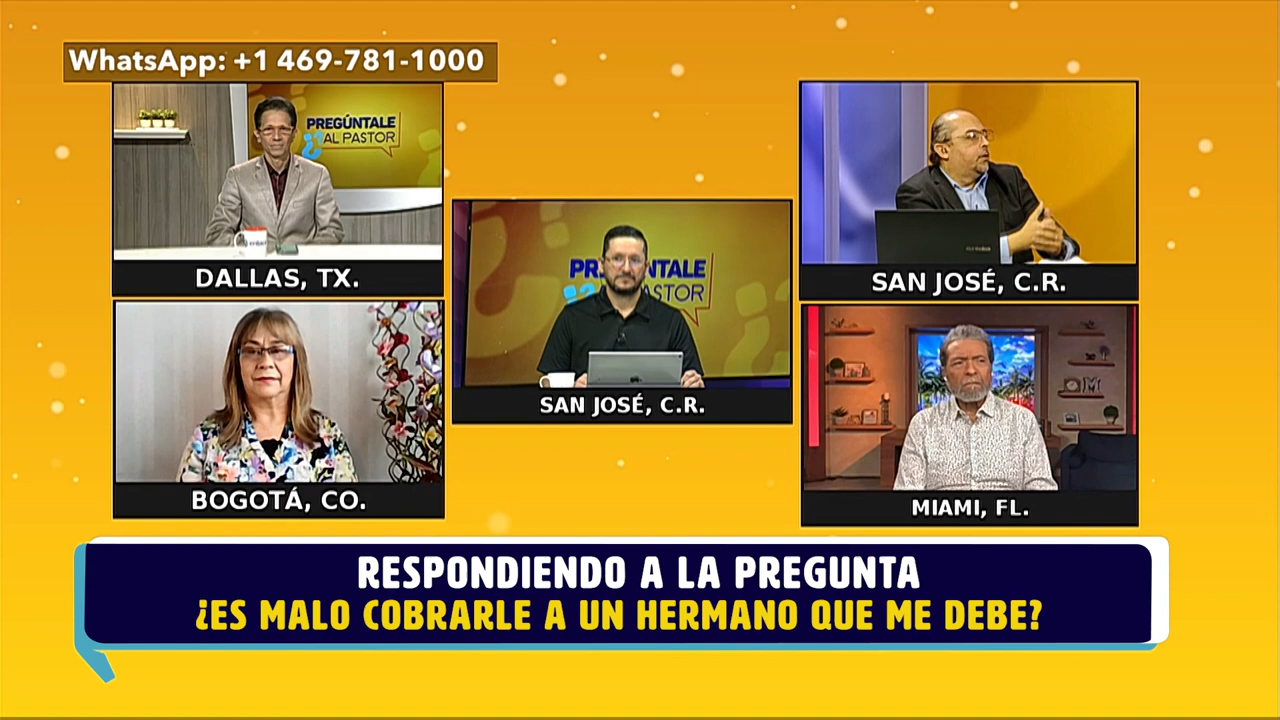 WhatsApp: +1 469-781-1000
PREGÚNTALE
AL PASTOR
DALLAS, TX.
SAN JOSÉ, C.R.
SAN JOSÉ, C.R.
BOGOTÁ, CO.
MIAMI, FL.
RESPONDIENDO A LA PREGUNTA
¿ES MALO COBRARLE A UN HERMANO QUE ME DEBE?